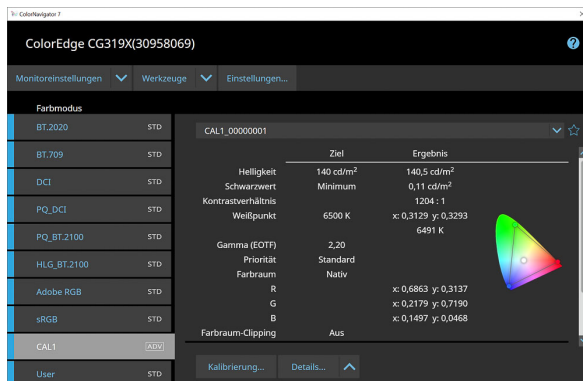 ColorNavigator 7
ColorEdge CG319X(30958069)
Monitoreinstellungen Werkzeuge Einstellungen...
Farbmodus
BT.2020 STD
BT.709 STD
DCI STD
PQ_DCI STD
PQ_BT.2100 STD
HLG_BT.2100 STD
Adobe RGB STD
sRGB STD
CAL1 ADV
User STD
CAL1_00000001
Ziel Ergebnis
Helligkeit 140 cd/m² 140,5 cd/m²
Schwarzwert Minimum 0,11 cd/m²
Kontrastverhältnis 1204 : 1
Weißpunkt 6500 K x: 0,3129 y: 0,3293
6491 K
Gamma (EOTF) 2,20
Priorität Standard
Farbraum Nativ
R x: 0,6863 y: 0,3137
G x: 0,2179 y: 0,7190
B x: 0,1497 y: 0,0468
Farbraum-Clipping Aus
Kalibrierung... Details...